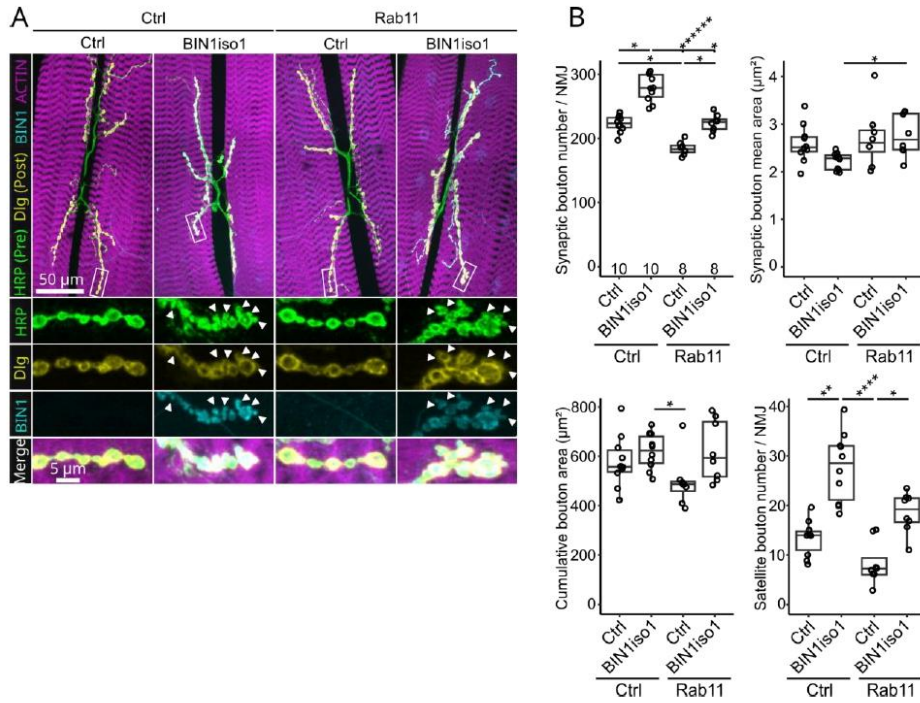 A
Ctrl Rab11
Ctrl BIN1iso1 Ctrl BIN1iso1
HRP (Pre) Dlg (Post) BIN1 ACTIN
50 µm
HRP
Dlg
BIN1
Merge
5 µm
B
* *******
* * *
Synaptic bouton number / NMJ
300
200
100
0
10 10 8 8
Ctrl BIN1iso1 Ctrl BIN1iso1
Ctrl Rab11
*
Synaptic bouton mean area (µm²)
6
4
2
0
Ctrl BIN1iso1 Ctrl BIN1iso1
Ctrl Rab11
*
Cumulative bouton area (µm²)
800
600
400
200
0
Ctrl BIN1iso1 Ctrl BIN1iso1
Ctrl Rab11
** **** *
Satellite bouton number / NMJ
40
30
20
10
0
Ctrl BIN1iso1 Ctrl BIN1iso1
Ctrl Rab11